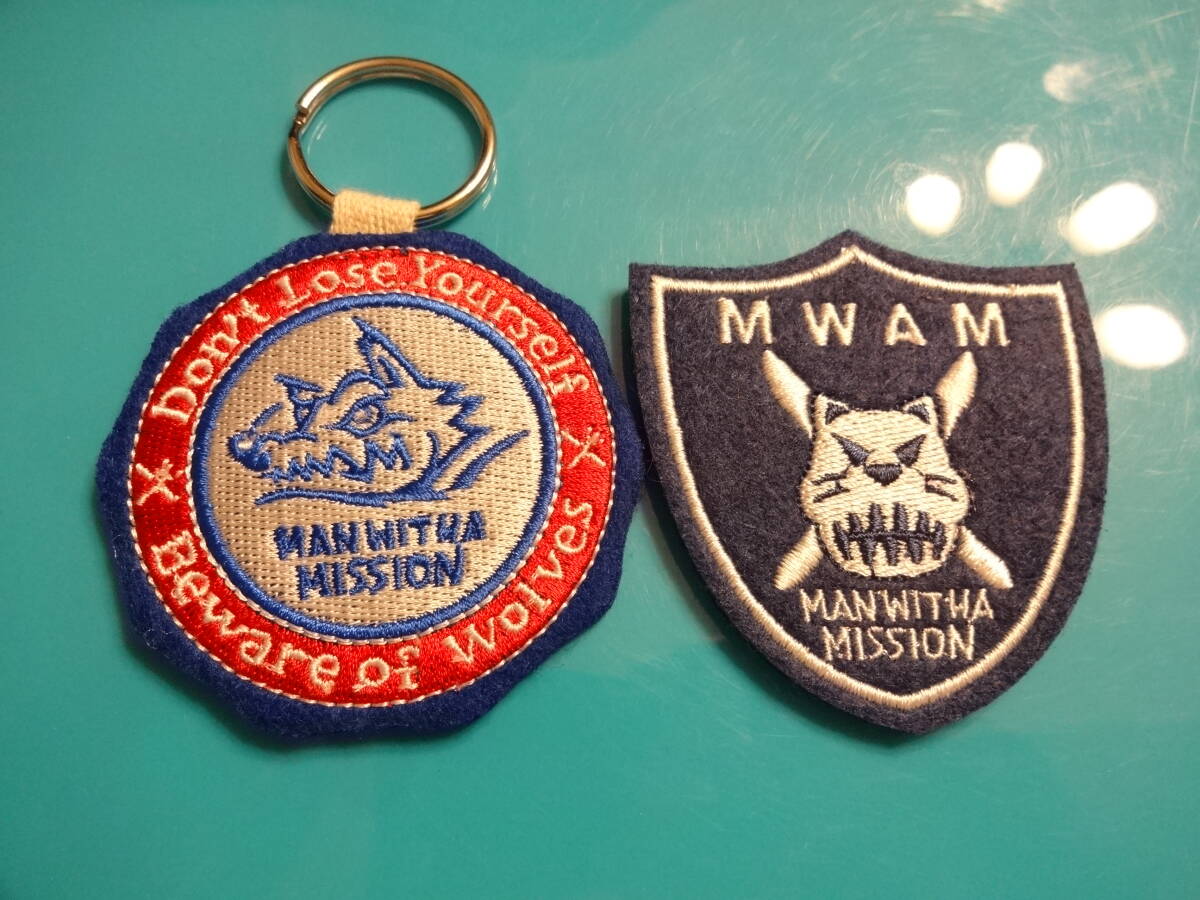 Don't Lose Yourself
MAN WITH A
MISSION
Beware of Wolves
MWAM
MAN WITH A
MISSION